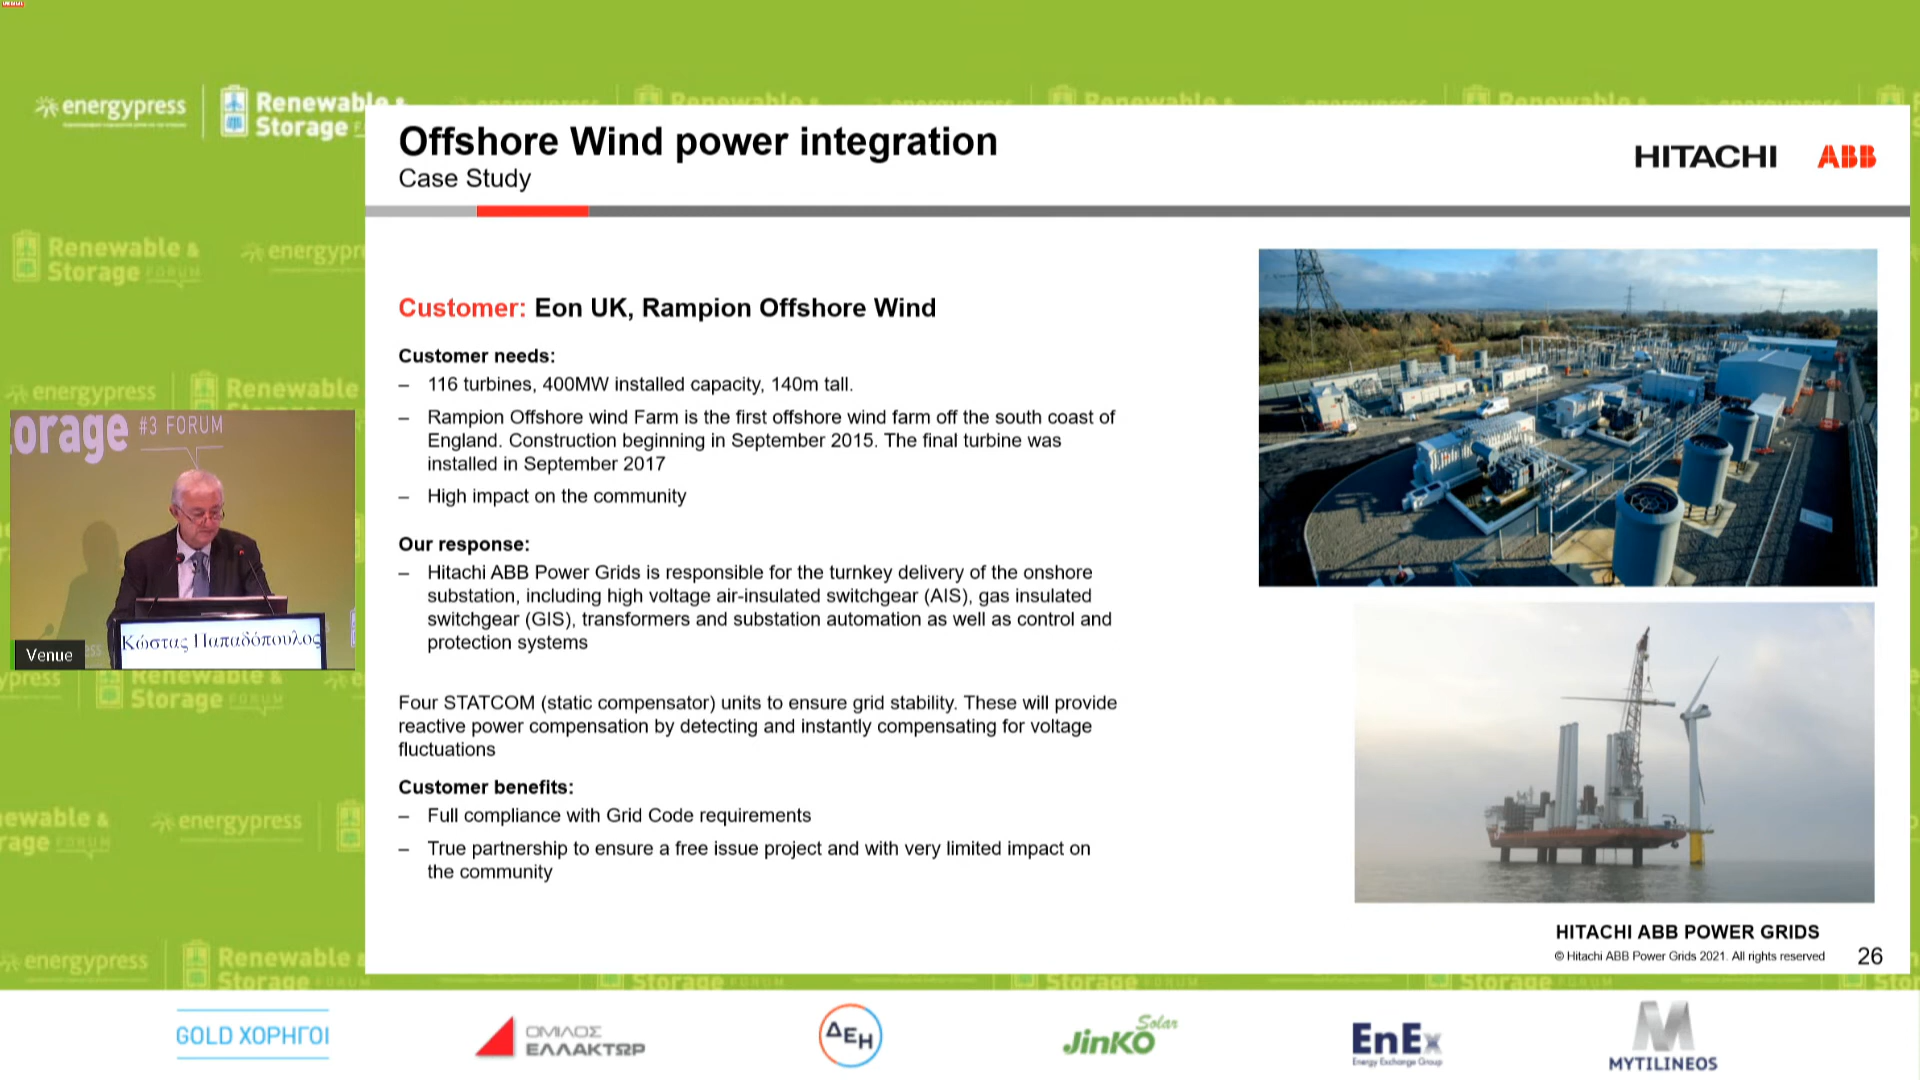 energypress
Renewable &
Storage
Offshore Wind power integration
Case Study
HITACHI ABB
Customer: Eon UK, Rampion Offshore Wind
Customer needs:
– 116 turbines, 400MW installed capacity, 140m tall.
– Rampion Offshore wind Farm is the first offshore wind farm off the south coast of
England. Construction beginning in September 2015. The final turbine was
installed in September 2017
– High impact on the community
Our response:
– Hitachi ABB Power Grids is responsible for the turnkey delivery of the onshore
substation, including high voltage air-insulated switchgear (AIS), gas insulated
switchgear (GIS), transformers and substation automation as well as control and
protection systems
Four STATCOM (static compensator) units to ensure grid stability. These will provide
reactive power compensation by detecting and instantly compensating for voltage
fluctuations
Customer benefits:
– Full compliance with Grid Code requirements
– True partnership to ensure a free issue project and with very limited impact on
the community
HITACHI ABB POWER GRIDS
© Hitachi ABB Power Grids 2021. All rights reserved 26
Renewable &
Storage FORUM
energypr
energypress
Renewable
orage #3 FORUM
Κώστας Παπαδόπουλος
Venue
ypress
Renewable &
Storage FORUM
ewable &
rage FORUM
energypress
energypress
Renewable
Storage FORUM
GOLD ΧΟΡΗΓΟΙ
ΟΜΙΛΟΣ
ΕΛΛΑΚΤΩΡ
ΔΕΗ
JinKO Solar
EnEx
Energy Exchange Group
MYTILINEOS